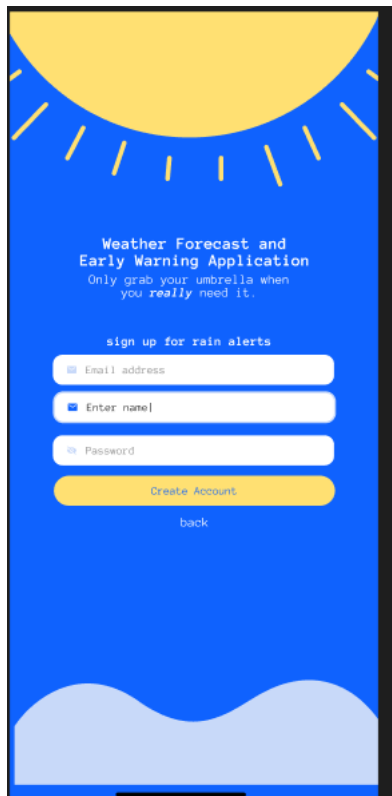 Weather Forecast and
Early Warning Application
Only grab your umbrella when
you really need it.
sign up for rain alerts
Email address
Enter name
Password
Create Account
back